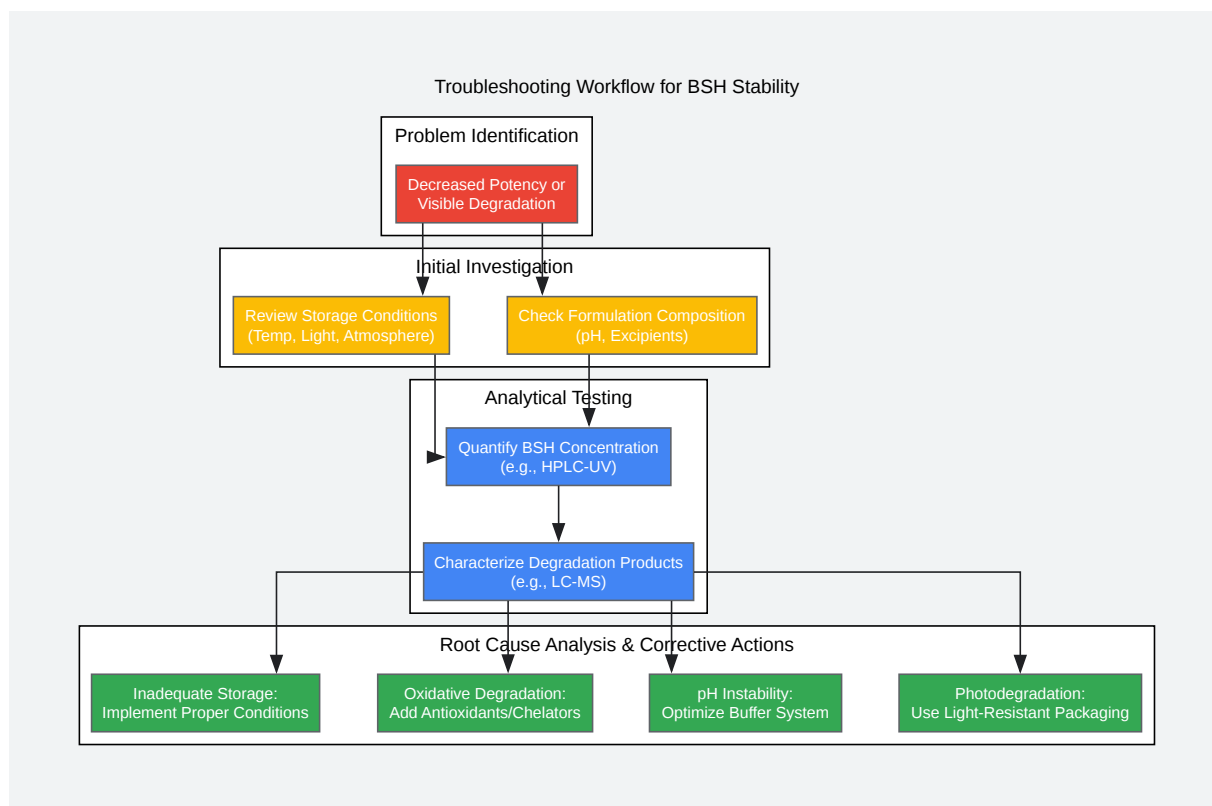 Troubleshooting Workflow for BSH Stability
Problem Identification
Decreased Potency or
Visible Degradation
Initial Investigation
Review Storage Conditions
(Temp, Light, Atmosphere)
Check Formulation Composition
(pH, Excipients)
Analytical Testing
Quantify BSH Concentration
(e.g., HPLC-UV)
Characterize Degradation Products
(e.g., LC-MS)
Root Cause Analysis & Corrective Actions
Inadequate Storage:
Implement Proper Conditions
Oxidative Degradation:
Add Antioxidants/Chelators
pH Instability:
Optimize Buffer System
Photodegradation:
Use Light-Resistant Packaging